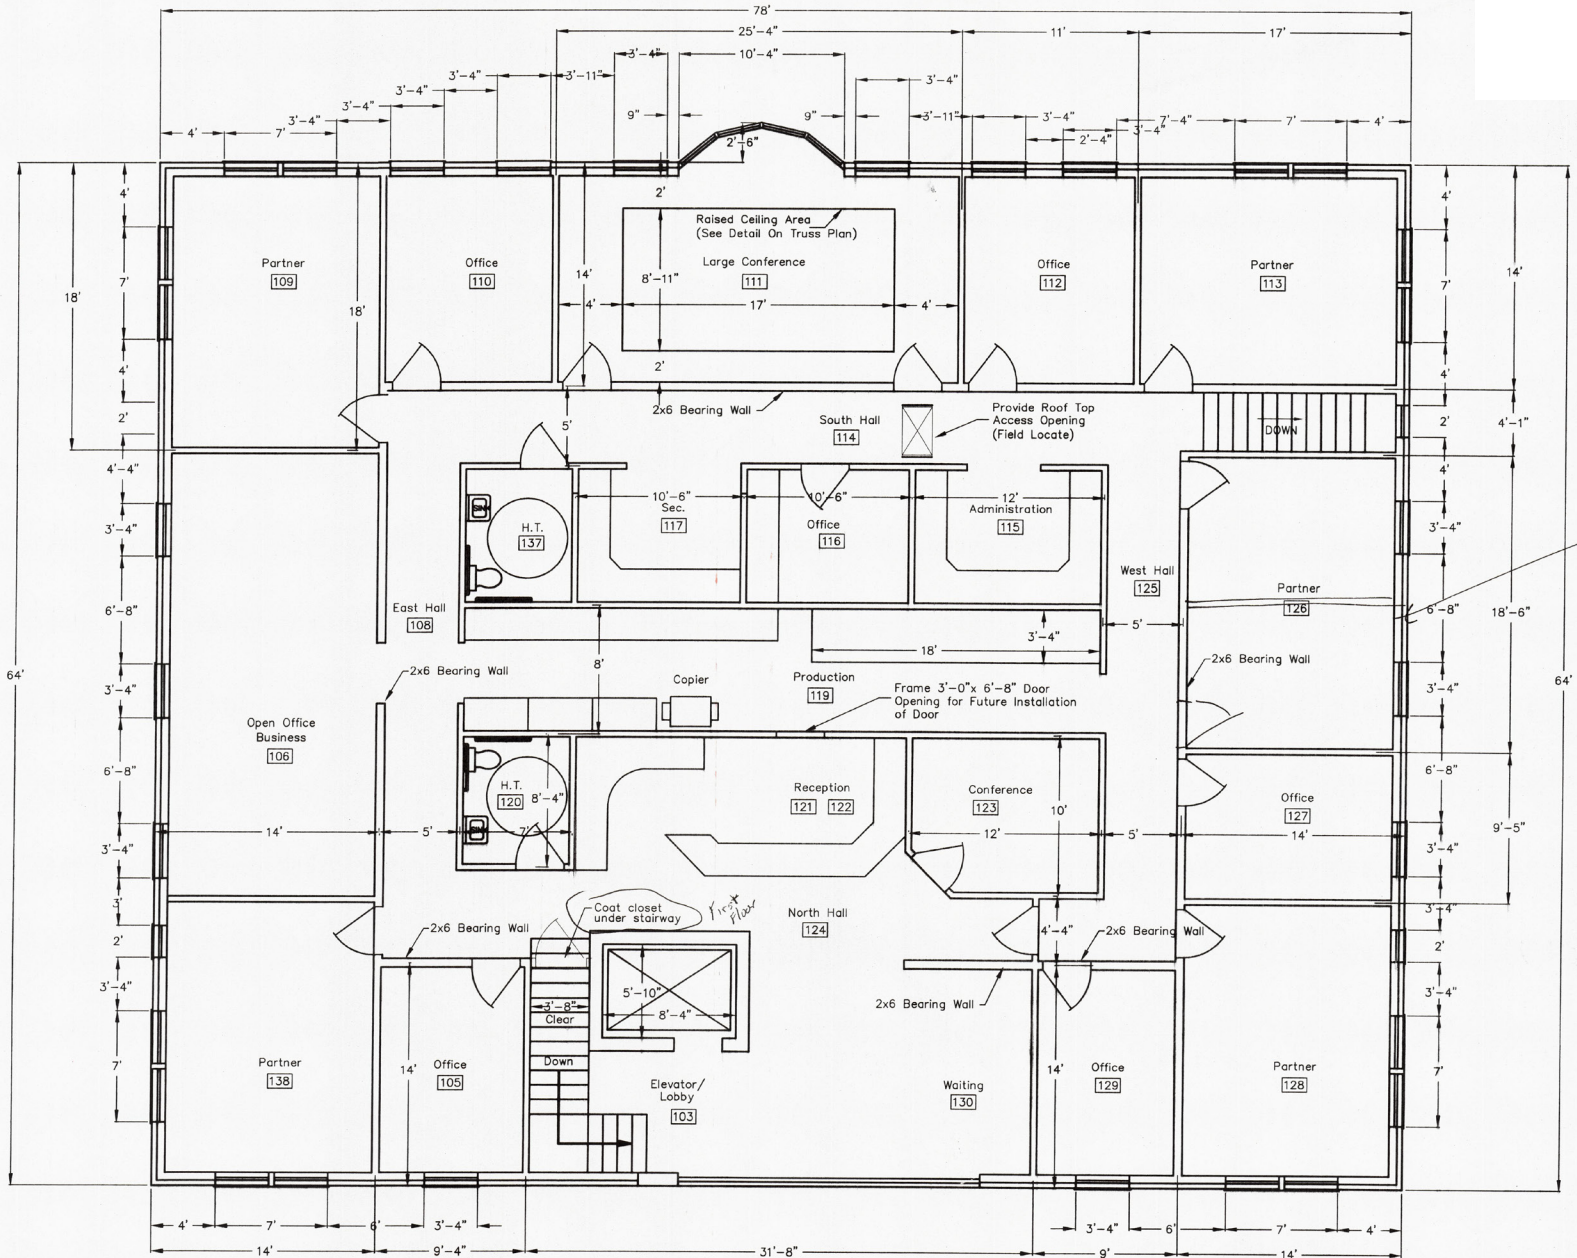 78'
25'-4"
11'
17'
3'-4"
10'-4"
3'-4"
3'-11"
3'-4"
3'-4"
3'-4"
3'-4"
9"
9"
3'-11"
3'-4"
7'-4"
3'-4"
2'-4"
4'
7'
7'
4'
2'-6"
4'
7'
4'
2'
18'
18'
14'
2'
Raised Ceiling Area
(See Detail On Truss Plan)
Partner
109
Office
110
Large Conference
111
8'-11"
4'
17'
4'
2'
Office
112
Partner
113
4'
7'
4'
2'
14'
4'-1"
2x6 Bearing Wall
5'
South Hall
114
Provide Roof Top
Access Opening
(Field Locate)
DOWN
4'-4"
3'-4"
6'-8"
3'-4"
6'-8"
3'-4"
3'
2'
3'-4"
7'
64'
10'-6"
Sec.
117
10'-6"
Office
116
12'
Administration
115
SINK
H.T.
137
West Hall
125
Partner
126
4'
3'-4"
6'-8"
3'-4"
6'-8"
3'-4"
3'-4"
2'
3'-4"
7'
18'-6"
9'-5"
64'
East Hall
108
5'
3'-4"
18'
8'
2x6 Bearing Wall
2x6 Bearing Wall
Copier
Production
119
Frame 3'-0"x 6'-8" Door
Opening for Future Installation
of Door
Open Office
Business
106
H.T.
120
8'-4"
SINK
7'
14'
5'
Reception
121
122
Conference
123
10'
12'
5'
Office
127
14'
Coat closet
under stairway
First
Floor
North Hall
124
2x6 Bearing Wall
4'-4"
2x6 Bearing Wall
2x6 Bearing Wall
5'-10"
8'-4"
3'-8"
Clear
Down
Partner
138
Office
105
14'
Elevator/
Lobby
103
Waiting
130
Office
129
14'
Partner
128
4'
7'
6'
3'-4"
3'-4"
6'
7'
4'
14'
9'-4"
31'-8"
9'
14'